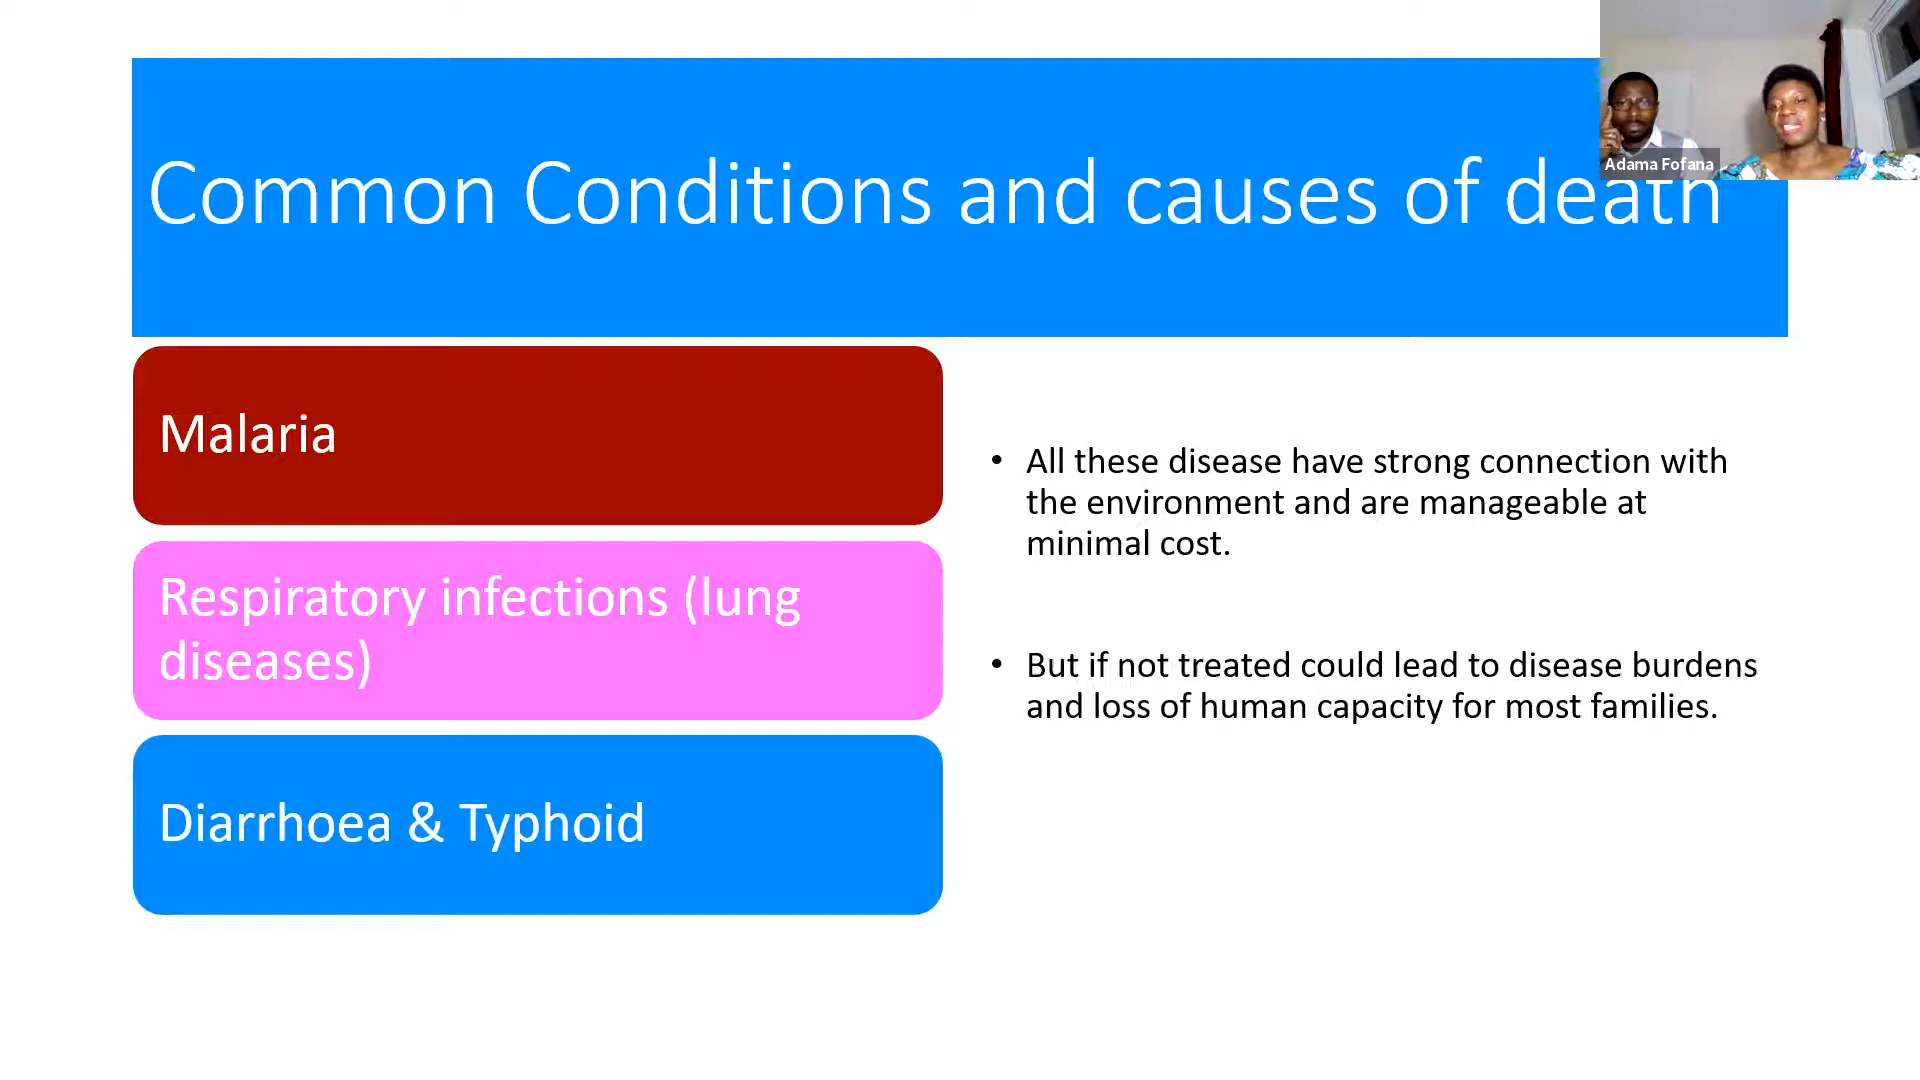 Common Conditions and causes of death
Adama Fofana
Malaria
Respiratory infections (lung
diseases)
Diarrhoea & Typhoid
• All these disease have strong connection with
the environment and are manageable at
minimal cost.
• But if not treated could lead to disease burdens
and loss of human capacity for most families.